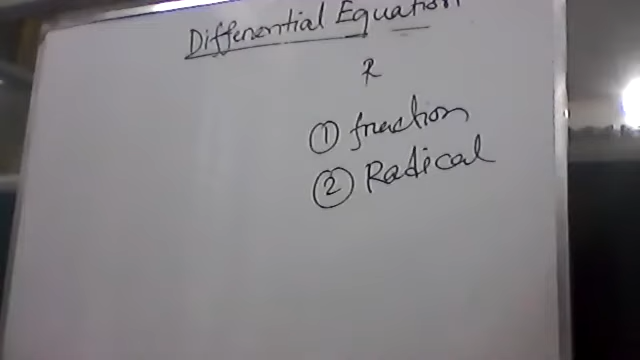 Differential Equation
R
① fraction
② Radical